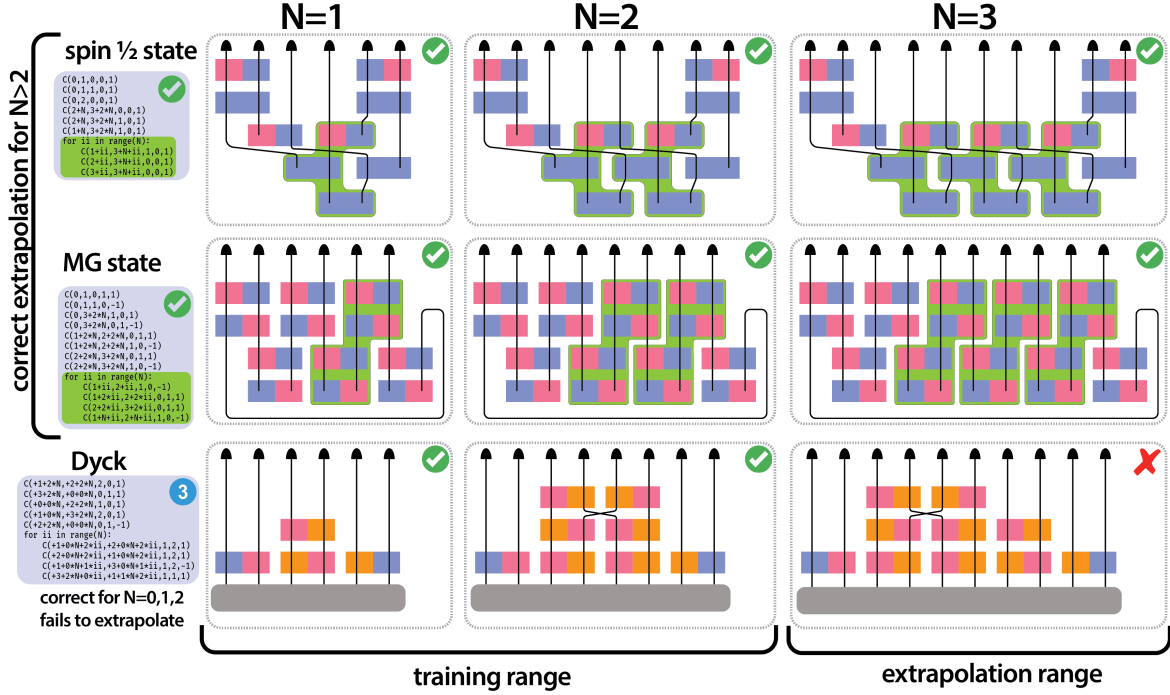 N=1
N=2
N=3
correct extrapolation for N>2
spin ½ state
C(0,1,0,0,1)
C(0,1,1,0,1)
C(0,2,0,0,1)
C(2+N,3+2*N,0,0,1)
C(2+N,3+2*N,1,0,1)
C(1+N,3+2*N,1,0,1)
for ii in range(N):
C(1+ii,3+N+ii,1,0,1)
C(2+ii,3+N+ii,0,0,1)
C(3+ii,3+N+ii,0,0,1)
MG state
C(0,1,0,1,1)
C(0,1,1,0,-1)
C(0,3+2*N,1,0,1)
C(0,3+2*N,0,1,-1)
C(1+2*N,2+2*N,0,1,1)
C(1+2*N,2+2*N,1,0,-1)
C(2+2*N,3+2*N,0,1,1)
C(2+2*N,3+2*N,1,0,-1)
for ii in range(N):
C(1+ii,2+ii,1,0,-1)
C(1+2*ii,2+2*ii,0,1,1)
C(2+2*ii,3+2*ii,0,1,1)
C(1+N+ii,2+N+ii,1,0,-1)
Dyck
3
C(+1+2*N,+2+2*N,2,0,1)
C(+3+2*N,+0+0*N,0,1,1)
C(+0+0*N,+2+2*N,1,0,1)
C(+1+0*N,+3+2*N,2,0,1)
C(+2+2*N,+0+0*N,0,1,-1)
for ii in range(N):
C(+1+0*N+2*ii,+2+0*N+2*ii,1,2,1)
C(+2+0*N+2*ii,+1+0*N+2*ii,1,2,1)
C(+1+0*N+1*ii,+3+0*N+1*ii,1,2,-1)
C(+3+2*N+0*ii,+1+1*N+2*ii,1,1,1)
correct for N=0,1,2
fails to extrapolate
training range
extrapolation range